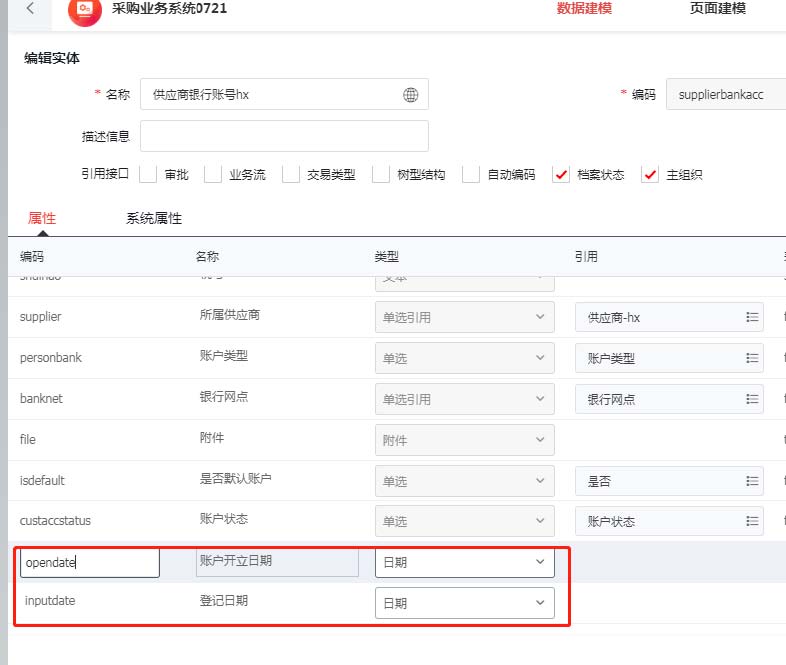 采购业务系统0721 数据建模 页面建模
编辑实体
* 名称 供应商银行账号hx * 编码 supplierbankacc
描述信息
引用接口 审批 业务流 交易类型 树型结构 自动编码 档案状态 主组织
属性 系统属性
编码 名称 类型 引用
supplier 所属供应商 单选引用 供应商-hx
personbank 账户类型 单选 账户类型
banknet 银行网点 单选引用 银行网点
file 附件 附件
isdefault 是否默认账户 单选 是否
custaccstatus 账户状态 单选 账户状态
opendate 账户开立日期 日期
inputdate 登记日期 日期